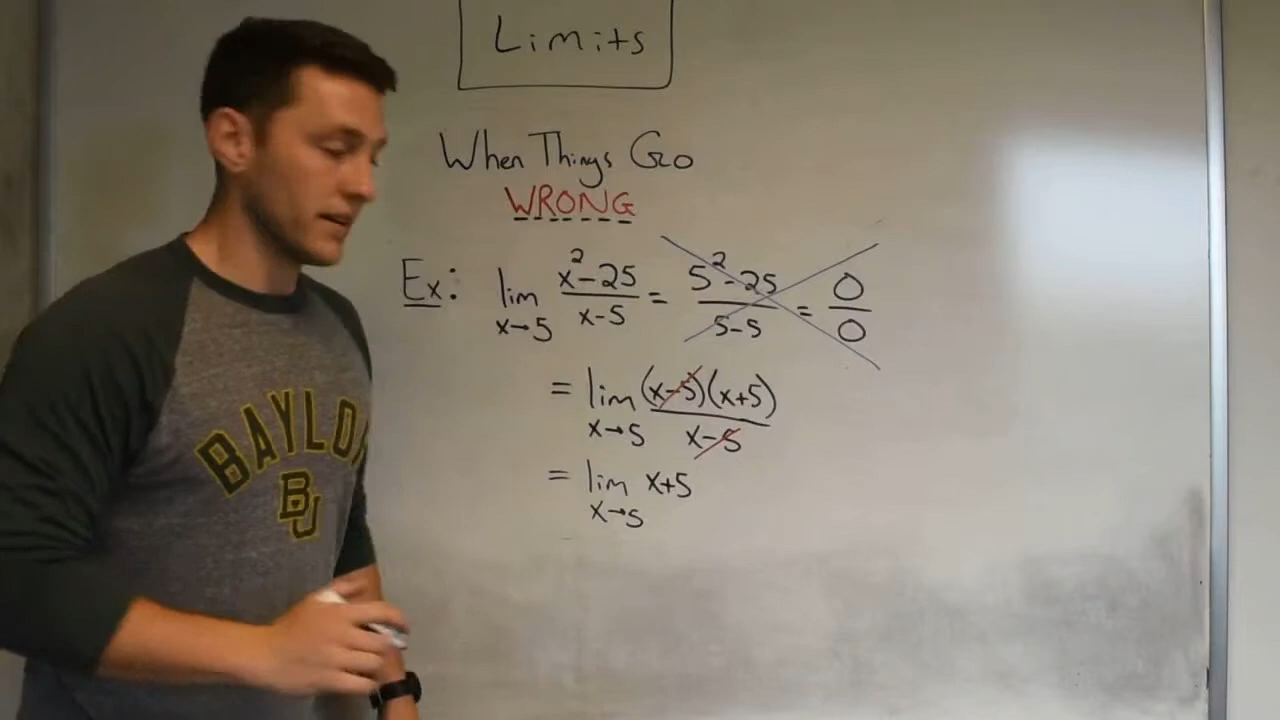 Limits
When Things Go
WRONG
Ex: lim x→5 x²-25 / x-5 = 5²-25 / 5-5 = 0/0
= lim x→5 (x-5)(x+5) / x-5
= lim x→5 x+5
BAYLOR
BU